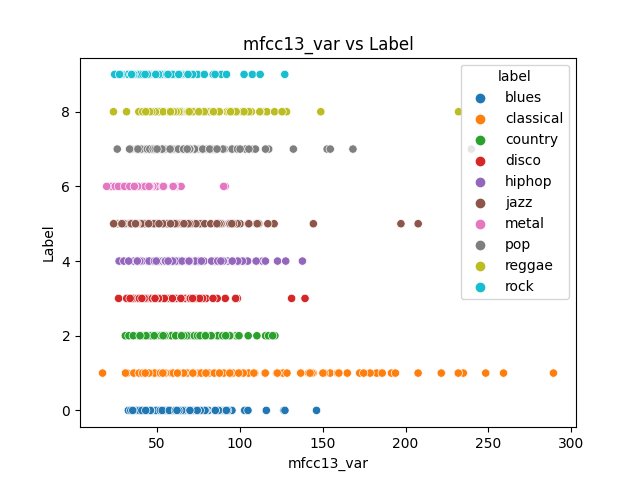 mfcc13_var vs Label
label
blues
classical
country
disco
hiphop
jazz
metal
pop
reggae
rock
Label
8
6
4
2
0
50 100 150 200 250 300
mfcc13_var